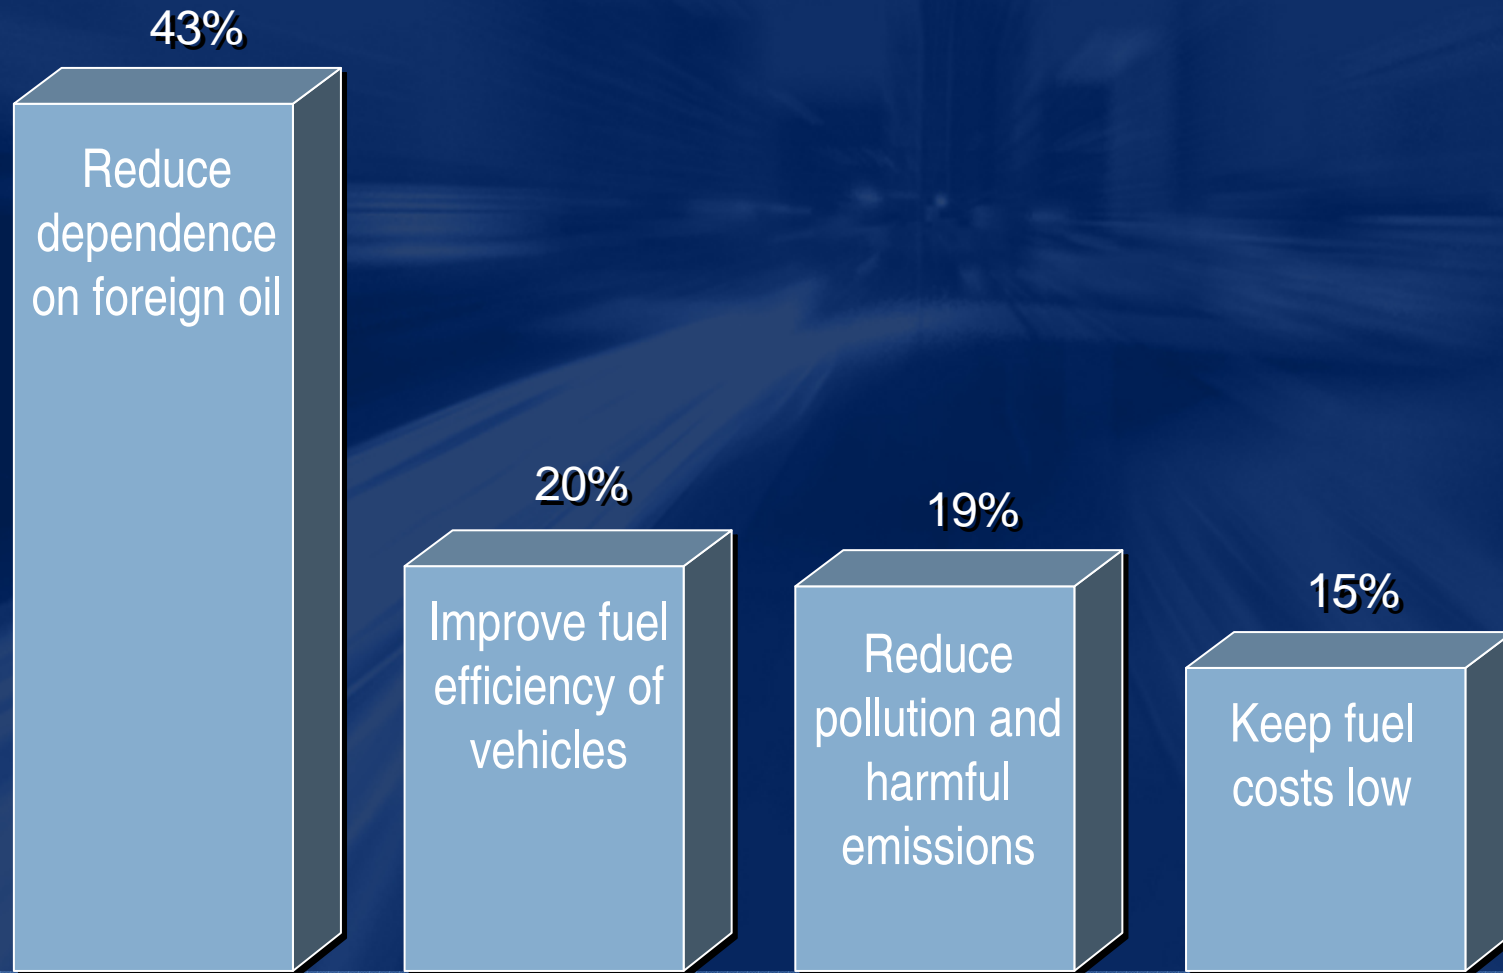 43%
Reduce
dependence
on foreign oil
20%
Improve fuel
efficiency of
vehicles
19%
Reduce
pollution and
harmful
emissions
15%
Keep fuel
costs low